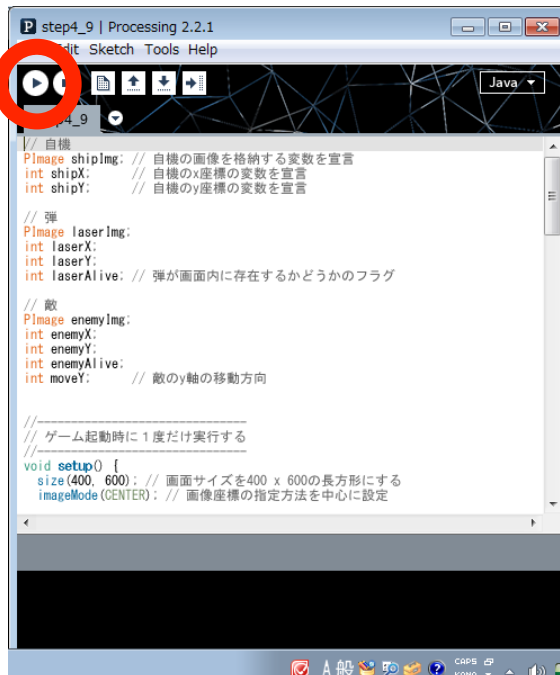 P step4_9 | Processing 2.2.1
dit Sketch Tools Help
Java
4_9
// 自機
PImage shipImg; // 自機の画像を格納する変数を宣言
int shipX; // 自機のx座標の変数を宣言
int shipY; // 自機のy座標の変数を宣言
// 弾
PImage laserImg;
int laserX;
int laserY;
int laserAlive; // 弾が画面内に存在するかどうかのフラグ
// 敵
PImage enemyImg;
int enemyX;
int enemyY;
int enemyAlive;
int moveY; // 敵のy軸の移動方向
//-------------------------------
// ゲーム起動時に１度だけ実行する
//-------------------------------
void setup() {
size(400, 600); // 画面サイズを400 x 600の長方形にする
imageMode(CENTER); // 画像座標の指定方法を中心に設定
A 般 CAPS